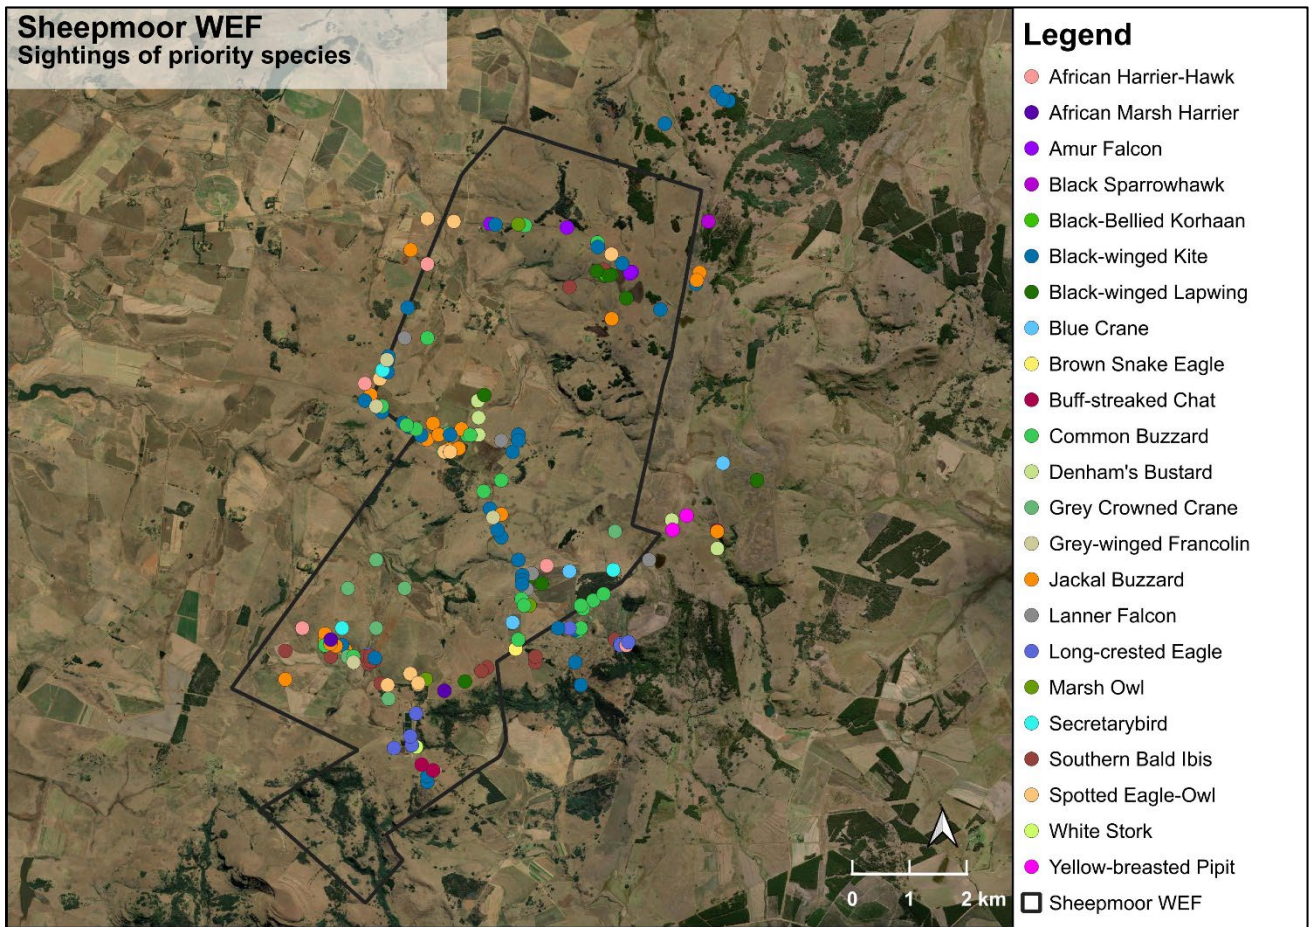 Sheepmoor WEF
Sightings of priority species
Legend
African Harrier-Hawk
African Marsh Harrier
Amur Falcon
Black Sparrowhawk
Black-Bellied Korhaan
Black-winged Kite
Black-winged Lapwing
Blue Crane
Brown Snake Eagle
Buff-streaked Chat
Common Buzzard
Denham's Bustard
Grey Crowned Crane
Grey-winged Francolin
Jackal Buzzard
Lanner Falcon
Long-crested Eagle
Marsh Owl
Secretarybird
Southern Bald Ibis
Spotted Eagle-Owl
White Stork
Yellow-breasted Pipit
Sheepmoor WEF
0 1 2 km